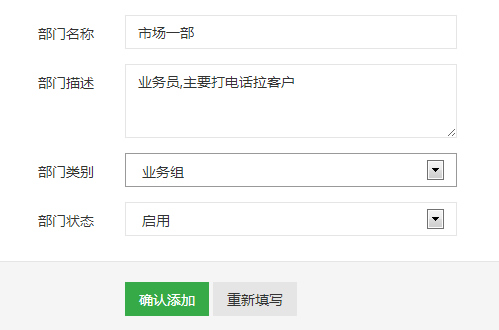 部门名称 市场一部
部门描述 业务员,主要打电话拉客户
部门类别 业务组
部门状态 启用
确认添加 重新填写